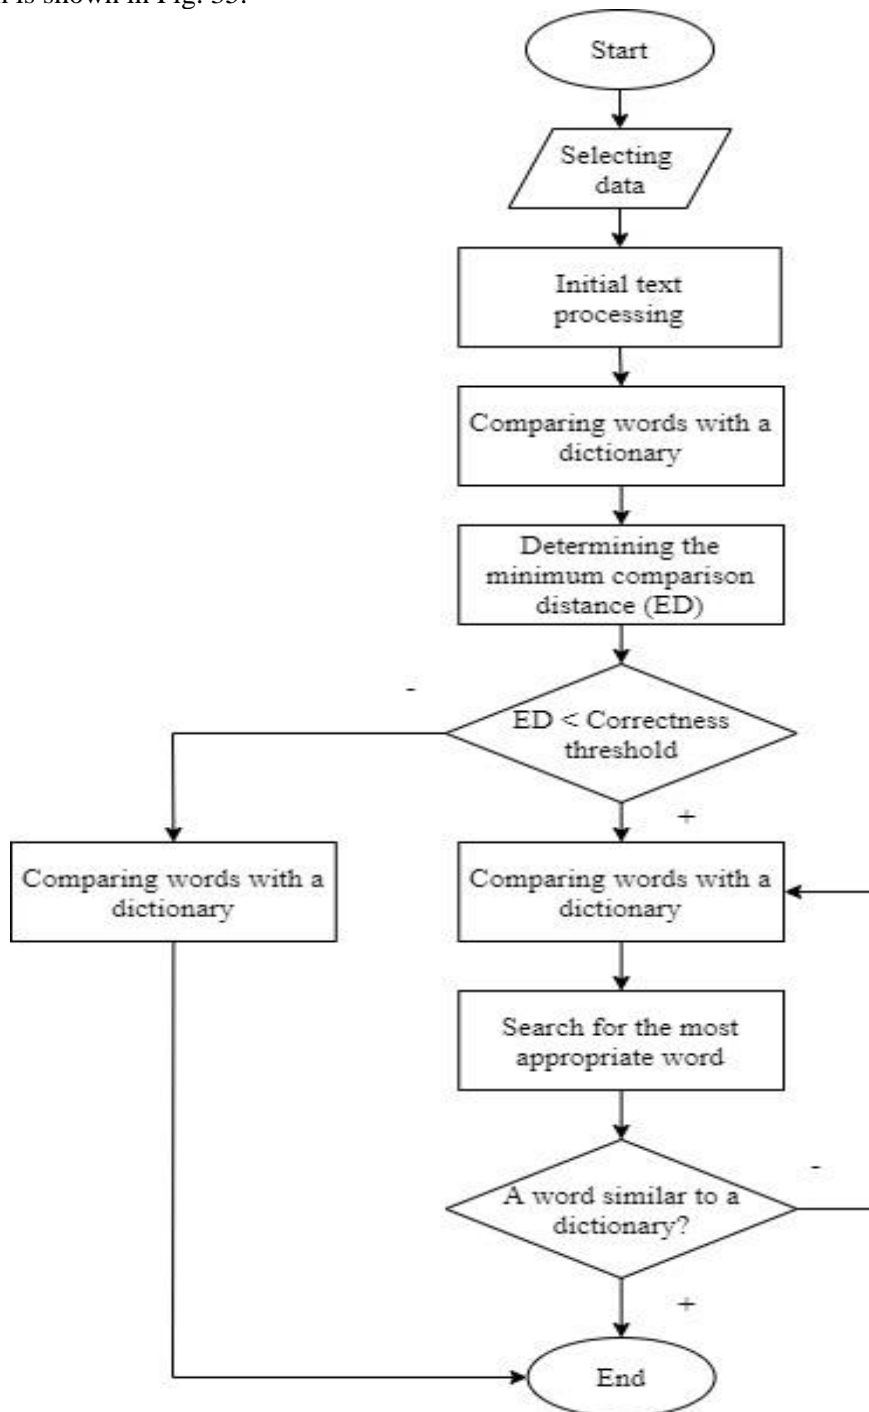 is shown in Fig. 35.
Start
Selecting
data
Initial text
processing
Comparing words with a
dictionary
Determining the
minimum comparison
distance (ED)
-
ED < Correctness
threshold
+
Comparing words with a
dictionary
Comparing words with a
dictionary
Search for the most
appropriate word
-
A word similar to a
dictionary?
+
End